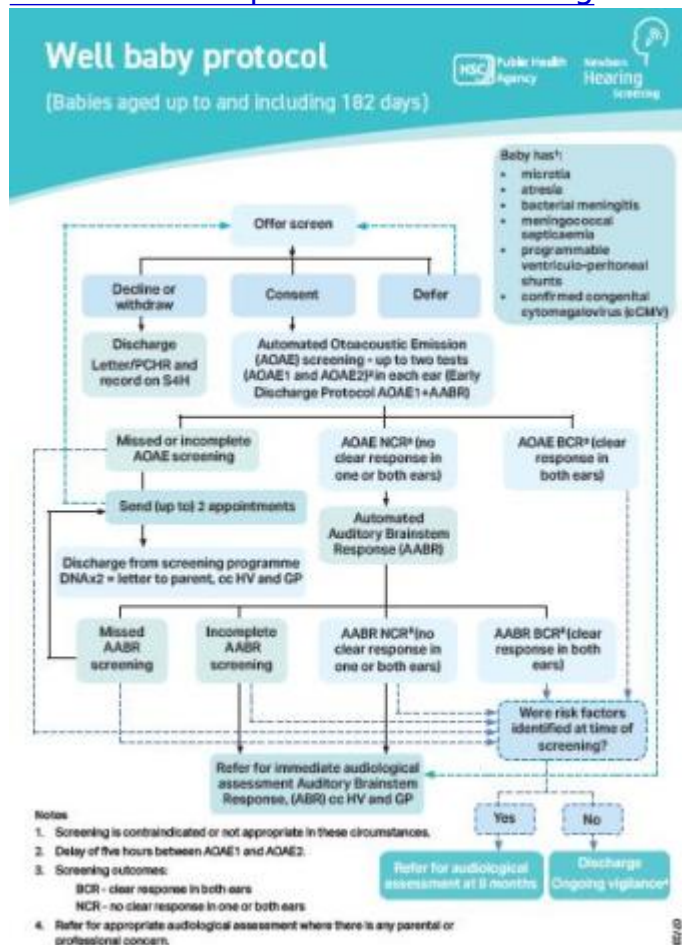 Well baby protocol
(Babies aged up to and including 182 days)
HSC Public Health
Agency
Newborn
Hearing
Screening
Baby has¹:
• microtia
• atresia
• bacterial meningitis
• meningococcal
septicaemia
• programmable
ventriculo-peritoneal
shunts
• confirmed congenital
cytomegalovirus (cCMV)
Offer screen
Decline or
withdraw
Consent
Defer
Discharge
Letter/PCHR and
record on S4H
Automated Otoacoustic Emission
(AOAE) screening - up to two tests
(AOAE1 and AOAE2)² in each ear (Early
Discharge Protocol AOAE1+AABR)
Missed or incomplete
AOAE screening
AOAE NCR³ (no
clear response in
one or both ears)
AOAE BCR³ (clear
response in
both ears)
Send (up to) 2 appointments
Automated
Auditory Brainstem
Response (AABR)
Discharge from screening programme
DNAx2 = letter to parent, cc HV and GP
Missed
AABR
screening
Incomplete
AABR
screening
AABR NCR³ (no
clear response in
one or both ears)
AABR BCR³ (clear
response in both
ears)
Were risk factors
identified at time of
screening?
Refer for immediate audiological
assessment Auditory Brainstem
Response, (ABR) cc HV and GP
Yes
No
Refer for audiological
assessment at 8 months
Discharge
Ongoing vigilance⁴
Notes
1. Screening is contraindicated or not appropriate in these circumstances.
2. Delay of five hours between AOAE1 and AOAE2.
3. Screening outcomes:
BCR - clear response in both ears
NCR - no clear response in one or both ears
4. Refer for appropriate audiological assessment where there is any parental or
professional concern.